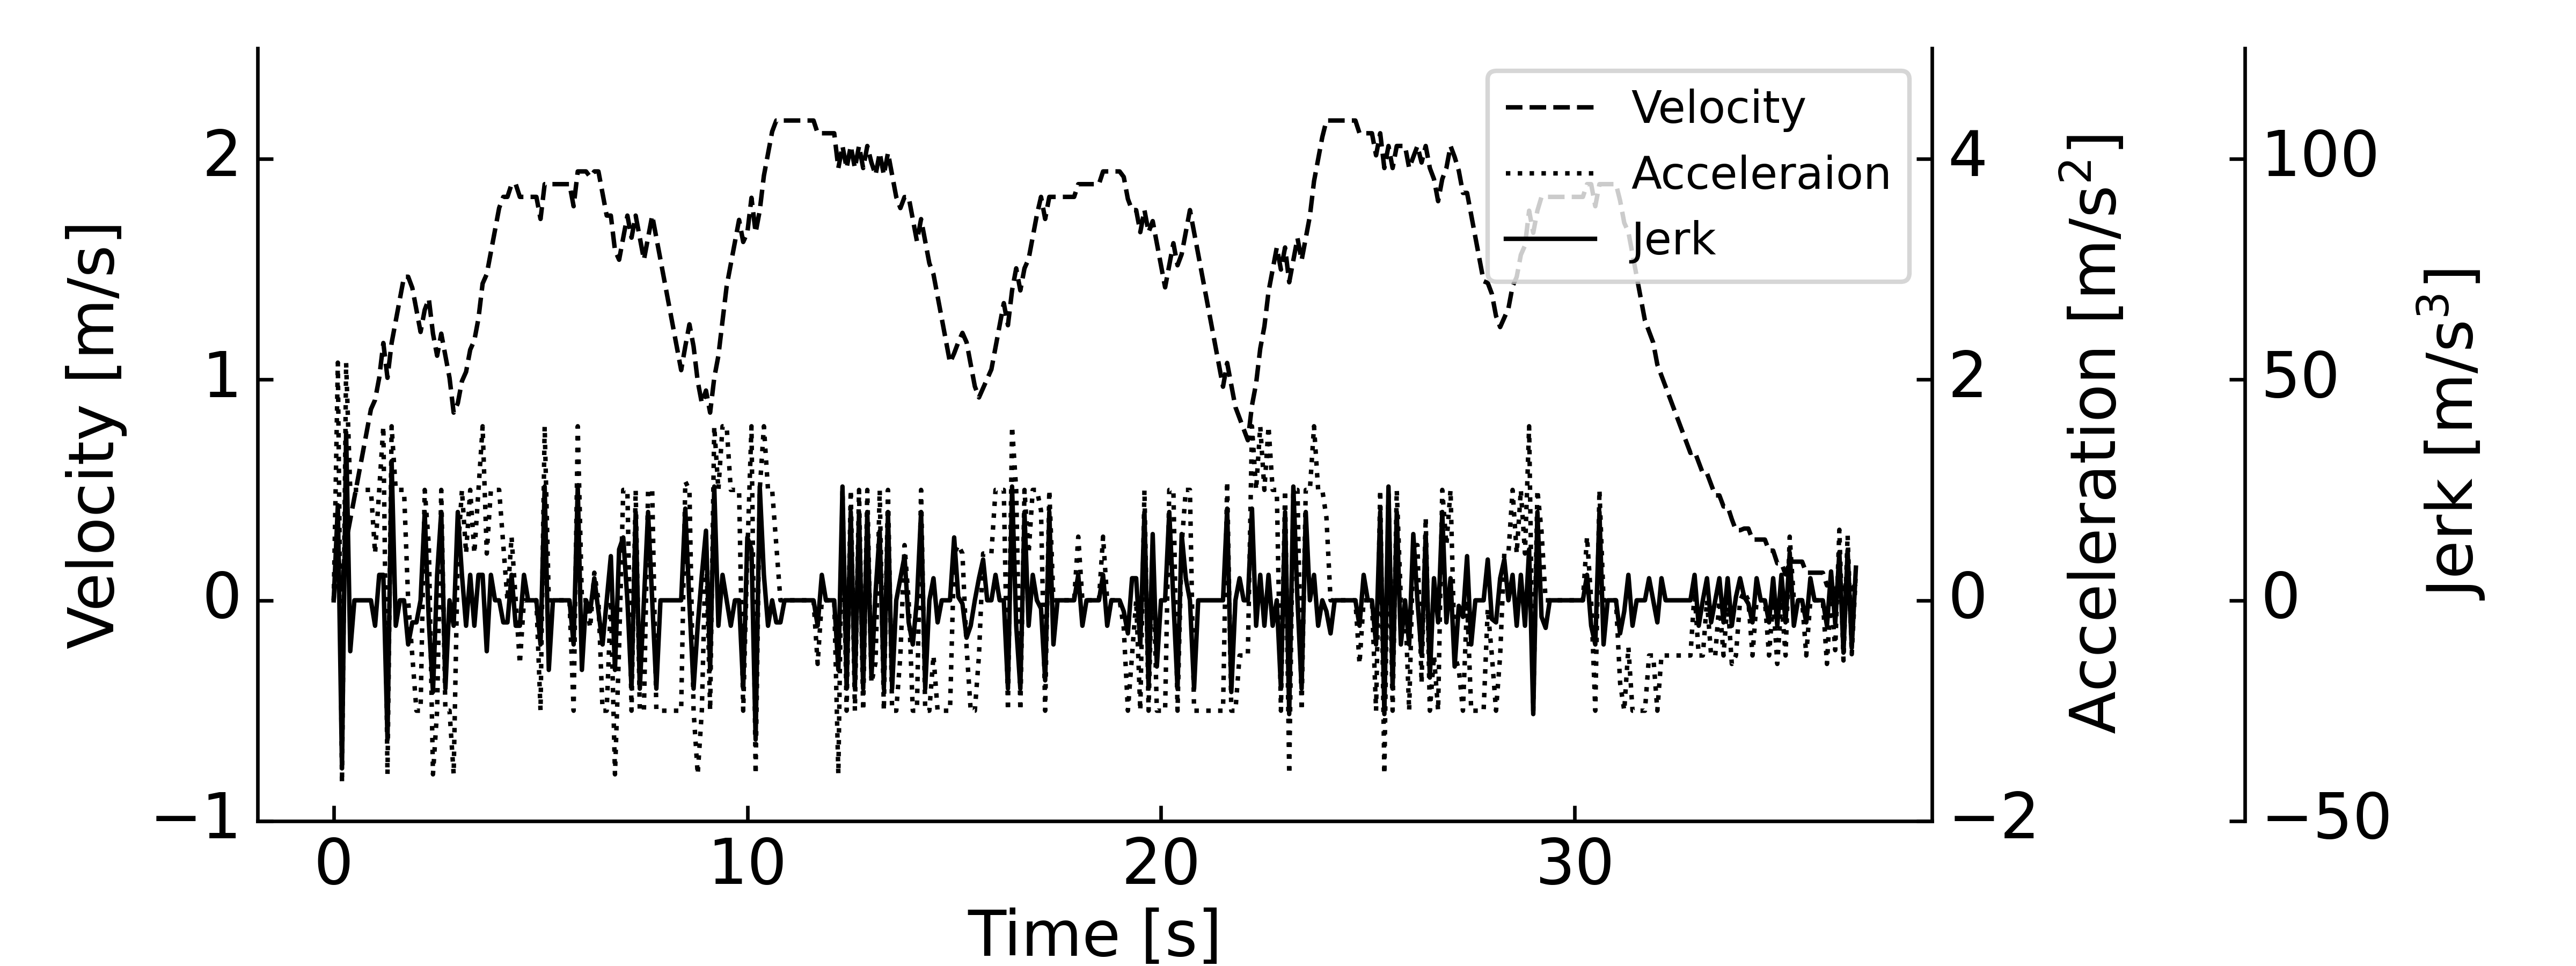 Velocity [m/s]
2
1
0
−1
0
10
20
30
Time [s]
Velocity
Acceleraion
Jerk
4
2
0
−2
Acceleration [m/s²]
100
50
0
−50
Jerk [m/s³]